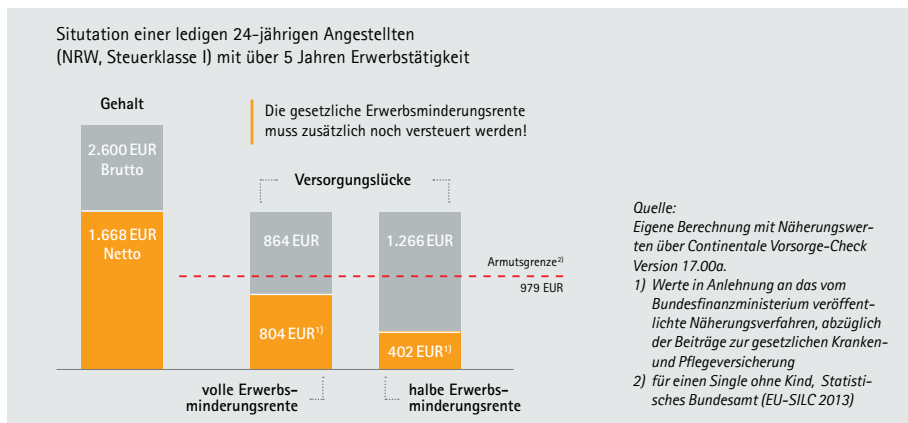 Situtation einer ledigen 24-jährigen Angestellten
(NRW, Steuerklasse I) mit über 5 Jahren Erwerbstätigkeit
Gehalt
Die gesetzliche Erwerbsminderungsrente
muss zusätzlich noch versteuert werden!
2.600 EUR
Brutto
1.668 EUR
Netto
Versorgungslücke
864 EUR
1.266 EUR
Armutsgrenze²⁾
979 EUR
804 EUR¹⁾
402 EUR¹⁾
volle Erwerbs-
minderungsrente
halbe Erwerbs-
minderungsrente
Quelle:
Eigene Berechnung mit Näherungswer-
ten über Continentale Vorsorge-Check
Version 17.00a.
1) Werte in Anlehnung an das vom
Bundesfinanzministerium veröffent-
lichte Näherungsverfahren, abzüglich
der Beiträge zur gesetzlichen Kranken-
und Pflegeversicherung
2) für einen Single ohne Kind, Statisti-
sches Bundesamt (EU-SILC 2013)